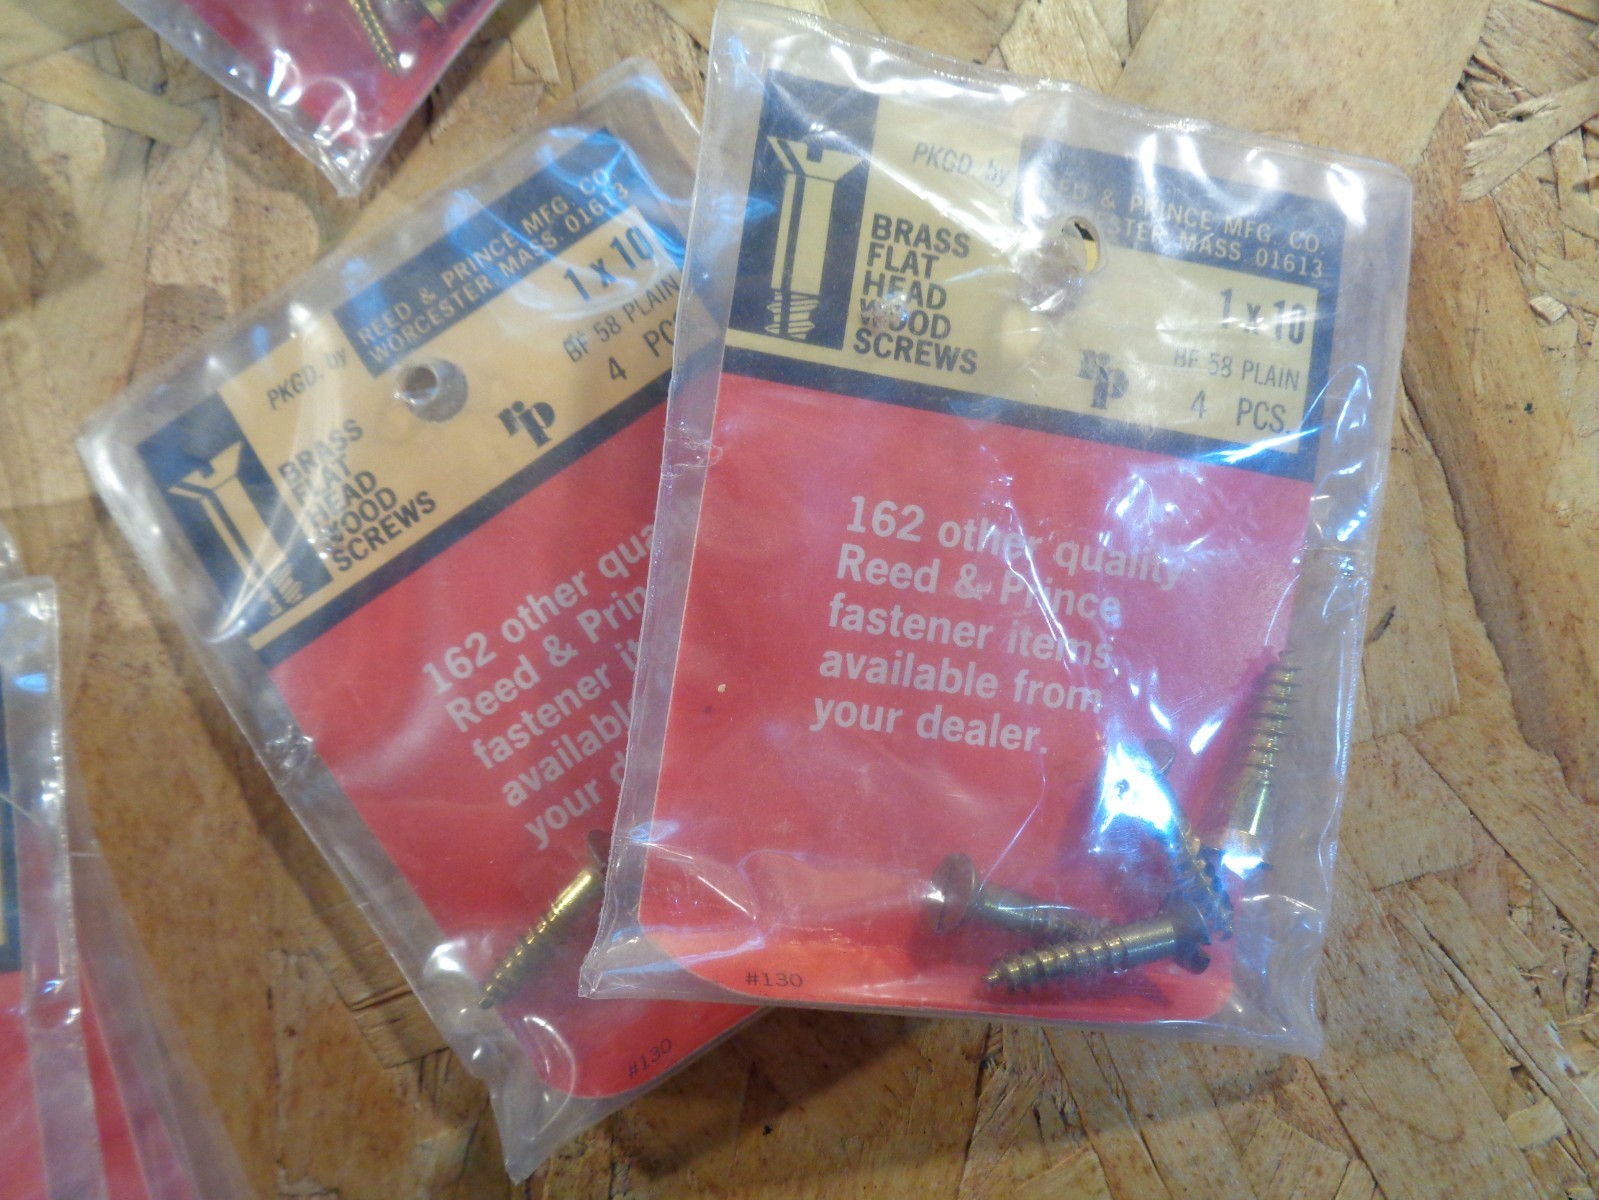 PKGD. by
REED & PRINCE MFG. CO.
WORCESTER, MASS. 01613
1 x 10
BF 58 PLAIN
4 PC
rp
BRASS
FLAT
HEAD
WOOD
SCREWS
162 other qua
Reed & Prin
fastener it
availabl
your d
#130
PKGD. by
REED & PRINCE MFG. CO.
STER, MASS. 01613
1 x 10
BF 58 PLAIN
4 PCS.
rp
BRASS
FLAT
HEAD
WOOD
SCREWS
162 other quality
Reed & Prince
fastener items
available from
your dealer.
#130